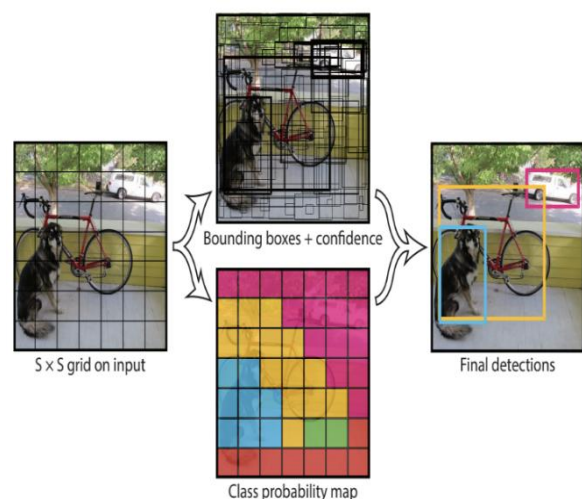 Bounding boxes + confidence
S × S grid on input
Final detections
Class probability map